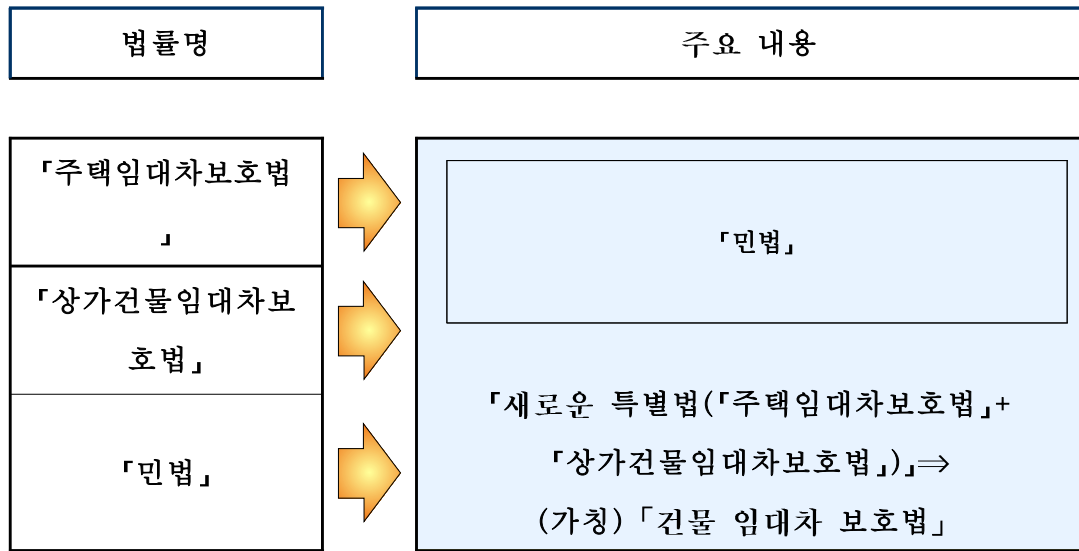 법률명
주요 내용
「주택임대차보호법
」
「상가건물임대차보
호법」
「민법」
「민법」
「새로운 특별법(「주택임대차보호법」+
「상가건물임대차보호법」)」⇒
(가칭)「건물 임대차 보호법」